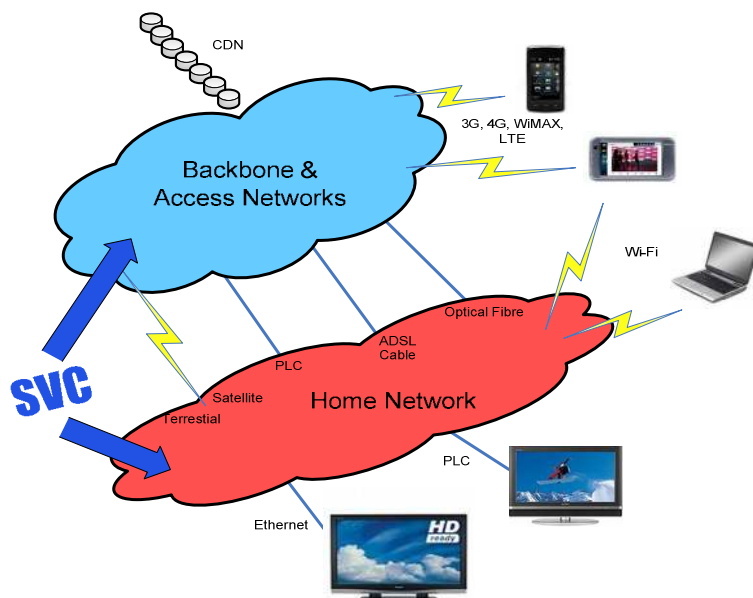 CDN
3G, 4G, WiMAX,
LTE
Backbone &
Access Networks
Wi-Fi
Optical Fibre
ADSL
Cable
PLC
Satellite
Terrestial
SVC
Home Network
PLC
Ethernet
HD
ready